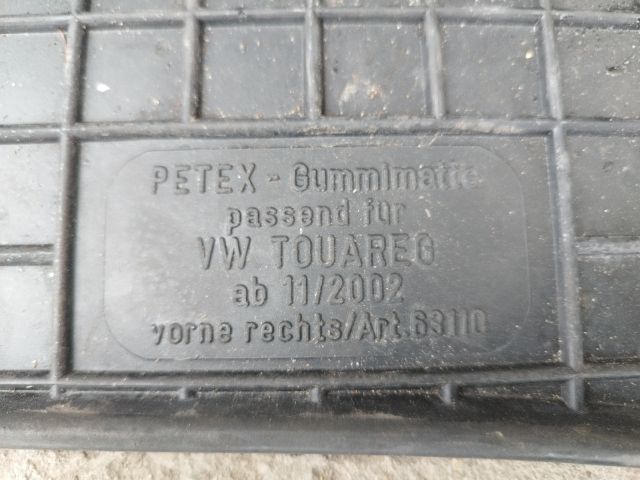 PETEX - Gummimatte
passend für
VW TOUAREG
ab 11/2002
vorne rechts/Art.63110